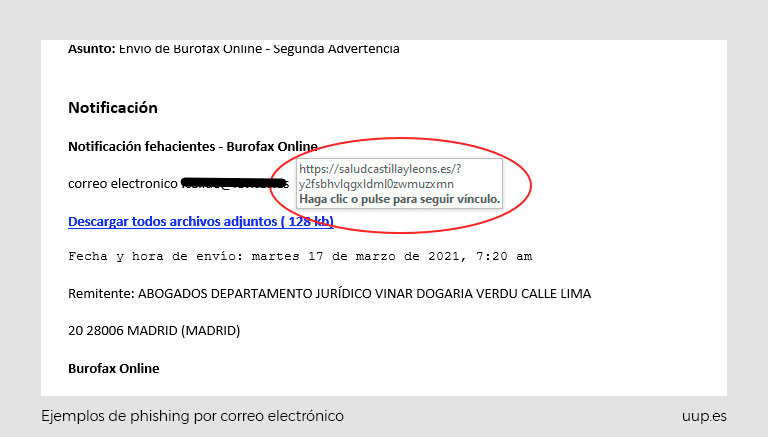 Asunto: Envío de Burofax Online - Segunda Advertencia
Notificación
Notificación fehacientes - Burofax Online
https://saludcastillayleons.es/?
y2fsbhvlqgxldml0zwmuzxmn
Haga clic o pulse para seguir vínculo.
correo electronico
Descargar todos archivos adjuntos ( 128 kb)
Fecha y hora de envío: martes 17 de marzo de 2021, 7:20 am
Remitente: ABOGADOS DEPARTAMENTO JURÍDICO VINAR DOGARIA VERDU CALLE LIMA
20 28006 MADRID (MADRID)
Burofax Online
Ejemplos de phishing por correo electrónico
uup.es